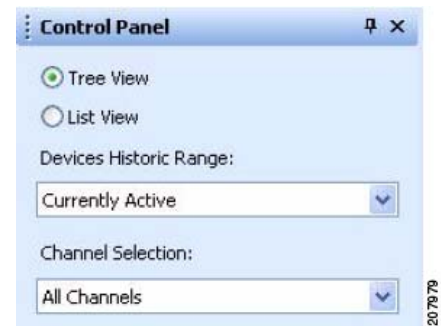 Control Panel
Tree View
List View
Devices Historic Range:
Currently Active
Channel Selection:
All Channels
207979